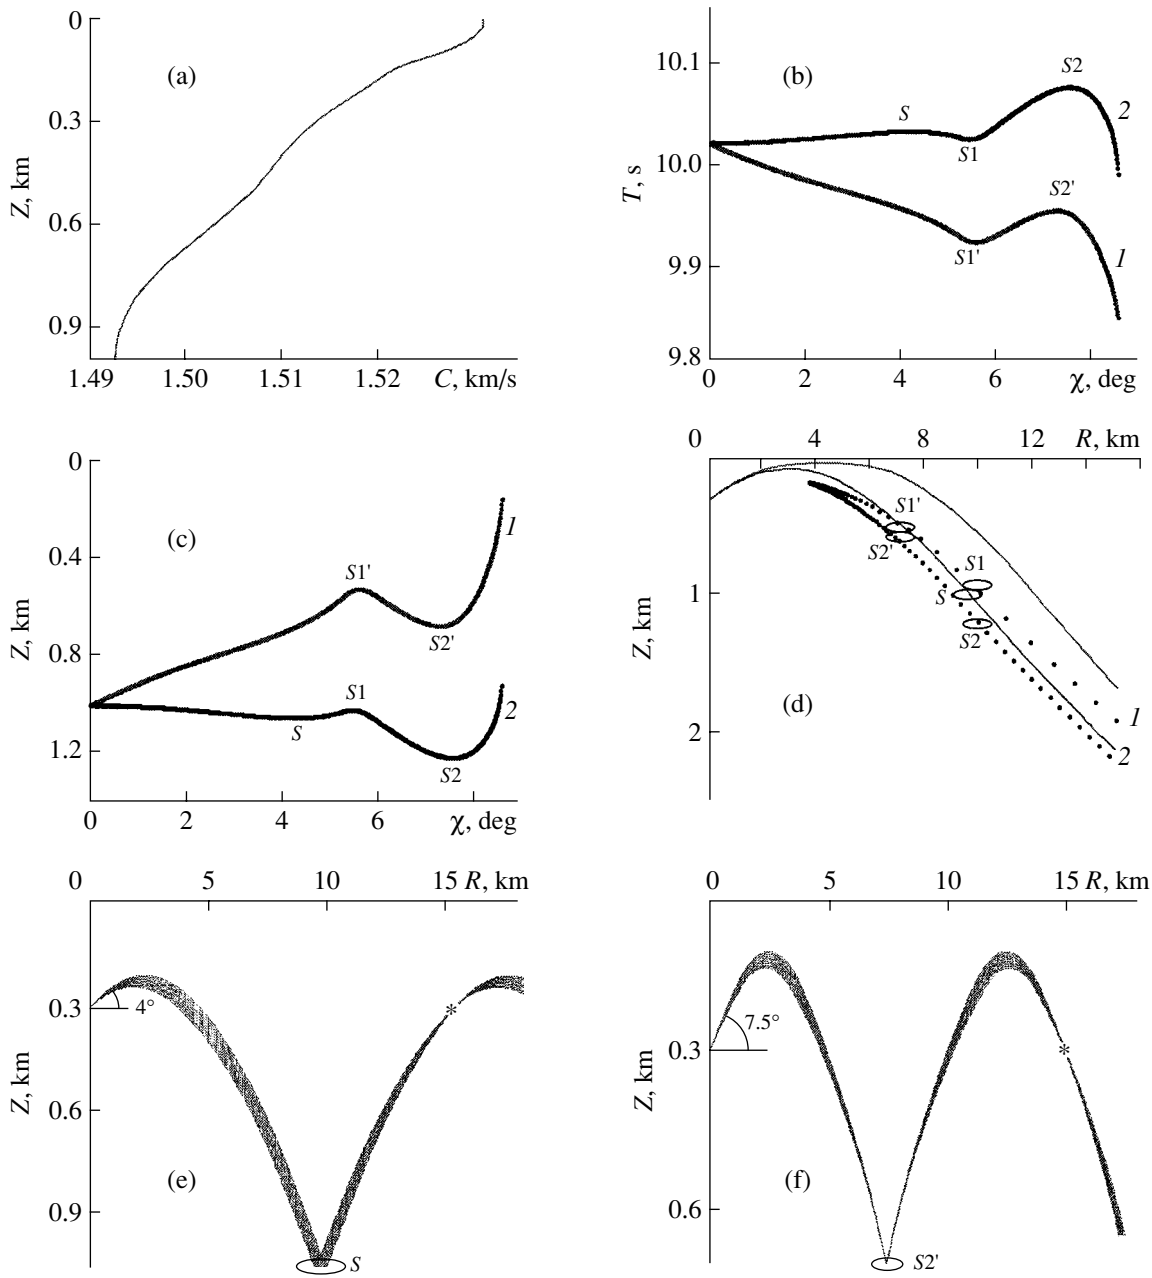 0
0.3
0.6
0.9
Z, km
(a)
1.49 1.50 1.51 1.52 C, km/s
10.1
10.0
9.9
9.8
T, s
(b)
S
S1
S2
2
S1'
S2'
1
0 2 4 6 χ, deg
0
0.4
0.8
1.2
Z, km
(c)
S1'
S2'
1
S1
S
S2
2
0 2 4 6 χ, deg
0 4 8 12 R, km
1
2
Z, km
(d)
S1'
S2'
S1
S
S2
1
2
0 5 10 15 R, km
0.3
0.6
0.9
Z, km
4°
*
(e)
S
0 5 10 15 R, km
0.3
0.6
Z, km
7.5°
*
(f)
S2'